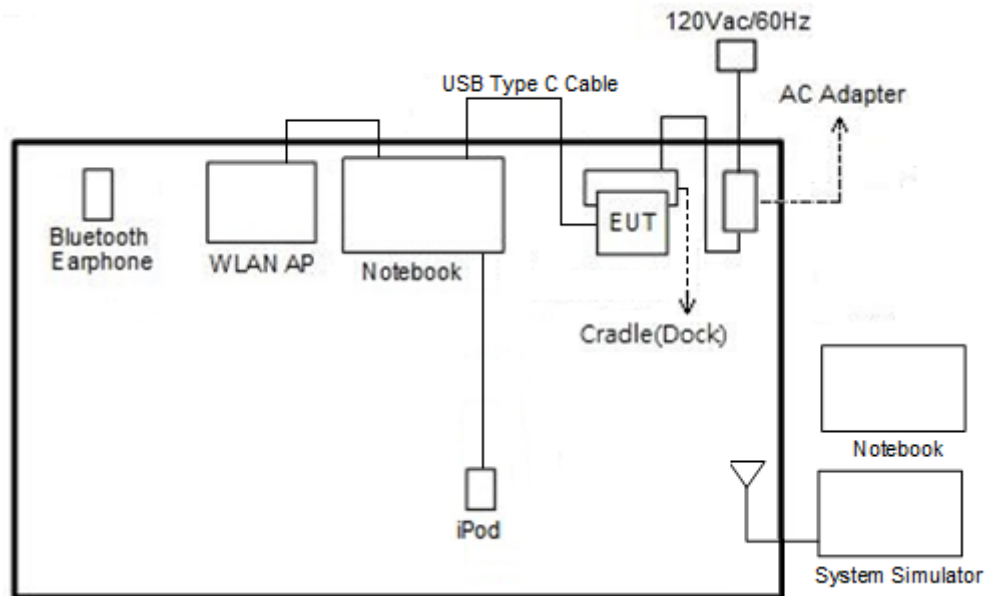 120Vac/60Hz
USB Type C Cable
AC Adapter
EUT
Bluetooth
Earphone
WLAN AP
Notebook
Cradle(Dock)
Notebook
iPod
System Simulator